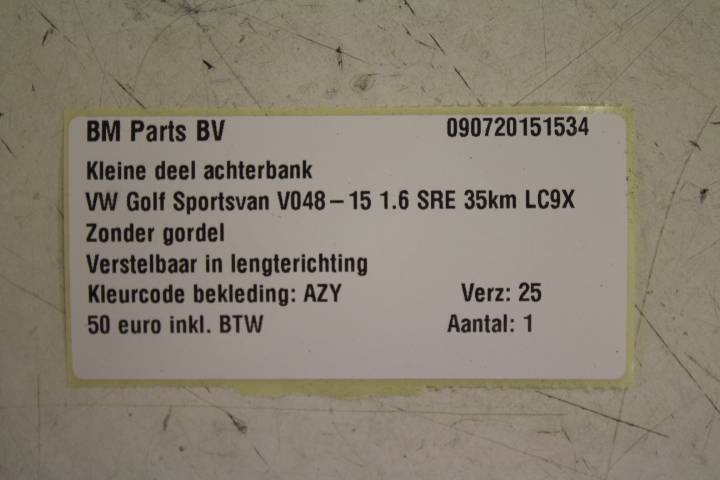 BM Parts BV 090720151534
Kleine deel achterbank
VW Golf Sportsvan V048-15 1.6 SRE 35km LC9X
Zonder gordel
Verstelbaar in lengterichting
Kleurcode bekleding: AZY Verz: 25
50 euro inkl. BTW Aantal: 1